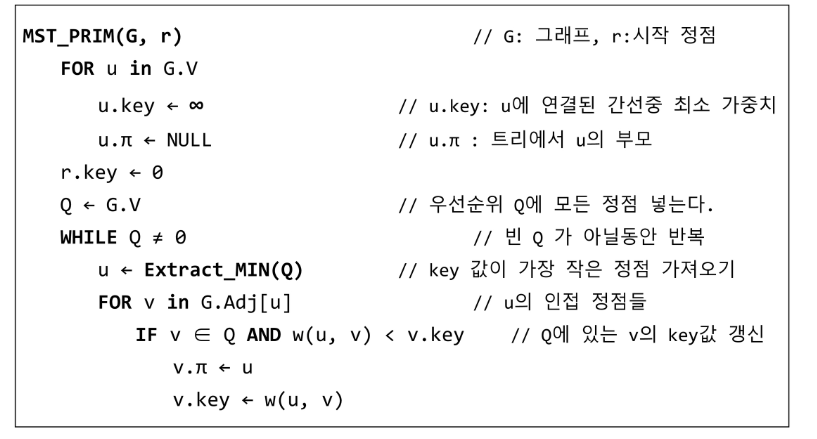 MST_PRIM(G, r) // G: 그래프, r:시작 정점
FOR u in G.V
u.key ← ∞ // u.key: u에 연결된 간선중 최소 가중치
u.π ← NULL // u.π : 트리에서 u의 부모
r.key ← 0
Q ← G.V // 우선순위 Q에 모든 정점 넣는다.
WHILE Q ≠ 0 // 빈 Q 가 아닐동안 반복
u ← Extract_MIN(Q) // key 값이 가장 작은 정점 가져오기
FOR v in G.Adj[u] // u의 인접 정점들
IF v ∈ Q AND w(u, v) < v.key // Q에 있는 v의 key값 갱신
v.π ← u
v.key ← w(u, v)